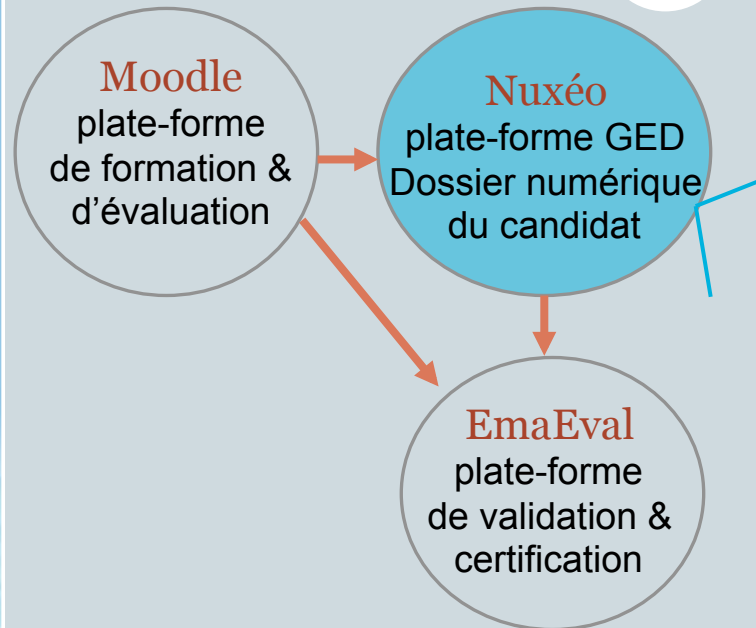 Moodle
plate-forme
de formation &
d’évaluation
Nuxéo
plate-forme GED
Dossier numérique
du candidat
EmaEval
plate-forme
de validation &
certification